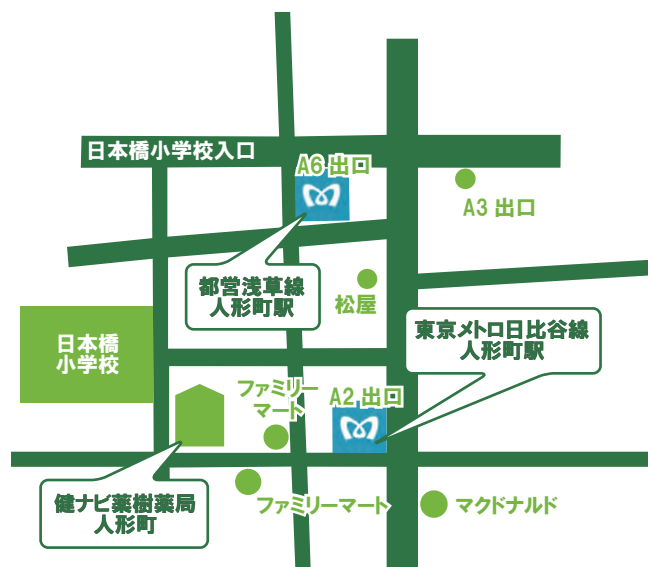 日本橋小学校入口
A6 出口
A3 出口
都営浅草線
人形町駅
松屋
東京メトロ日比谷線
人形町駅
日本橋
小学校
ファミリー
マート
A2 出口
健ナビ薬樹薬局
人形町
ファミリーマート
マクドナルド